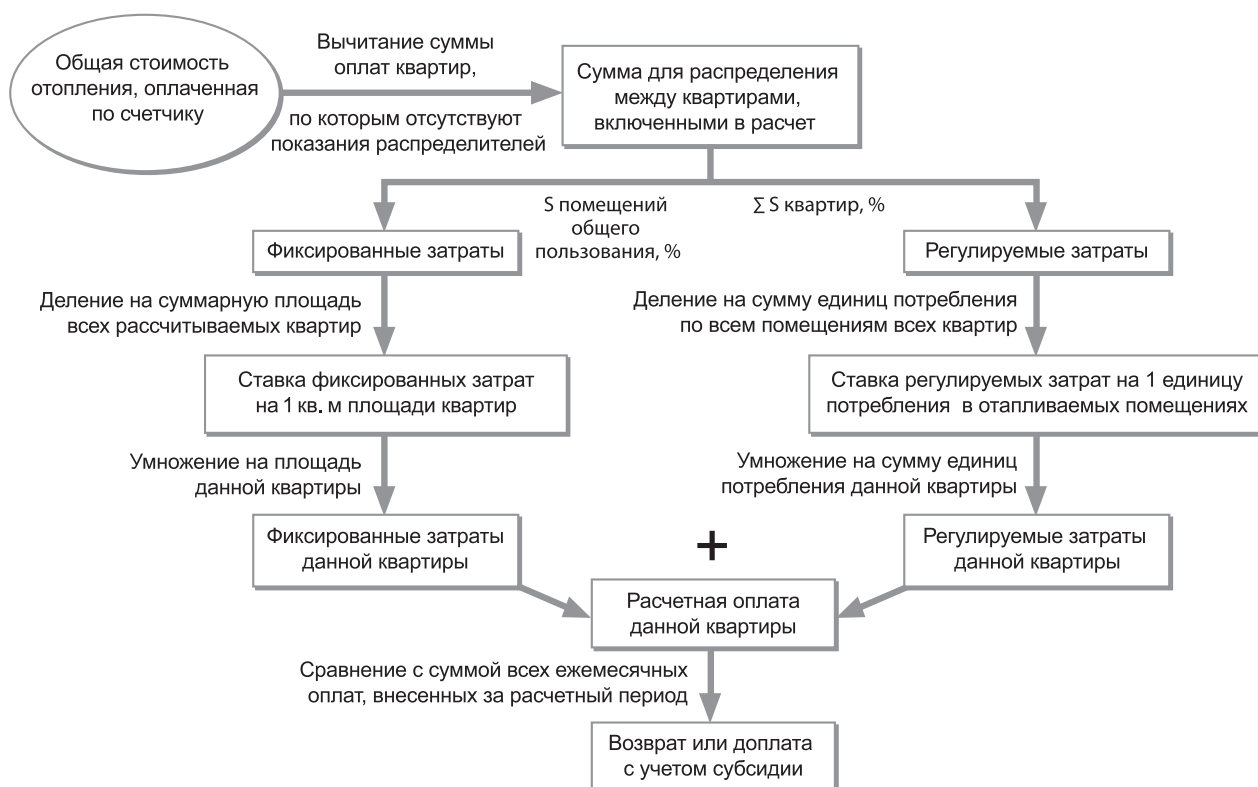 Общая стоимость
отопления, оплаченная
по счетчику
Вычитание суммы
оплат квартир,
по которым отсутствуют
показания распределителей
Сумма для распределения
между квартирами,
включенными в расчет
S помещений
общего
пользования, %
∑ S квартир, %
Фиксированные затраты
Регулируемые затраты
Деление на суммарную площадь
всех рассчитываемых квартир
Деление на сумму единиц потребления
по всем помещениям всех квартир
Ставка фиксированных затрат
на 1 кв. м площади квартир
Ставка регулируемых затрат на 1 единицу
потребления в отапливаемых помещениях
Умножение на площадь
данной квартиры
Умножение на сумму единиц
потребления данной квартиры
Фиксированные затраты
данной квартиры
+
Регулируемые затраты
данной квартиры
Расчетная оплата
данной квартиры
Сравнение с суммой всех ежемесячных
оплат, внесенных за расчетный период
Возврат или доплата
с учетом субсидии